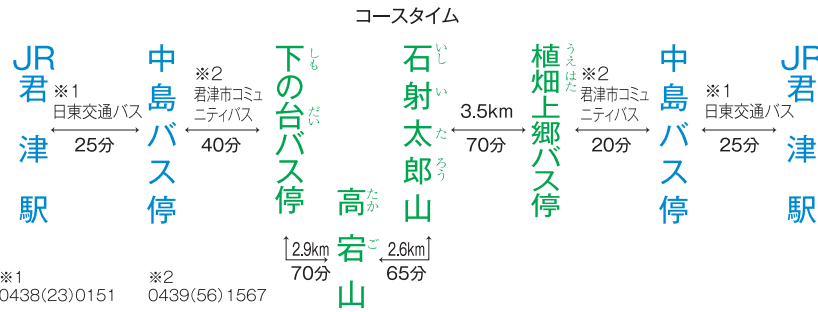 コースタイム
JR君津駅
※1
日東交通バス
25分
中島バス停
※2
君津市コミュ
ニティバス
40分
下の台バス停
しも
だい
2.9km
70分
高宕山
たか
ご
2.6km
65分
石射太郎山
いし
い
た
ろう
3.5km
70分
植畑上郷バス停
うえ
はた
※2
君津市コミュ
ニティバス
20分
中島バス停
※1
日東交通バス
25分
JR君津駅
※1
0438(23)0151
※2
0439(56)1567